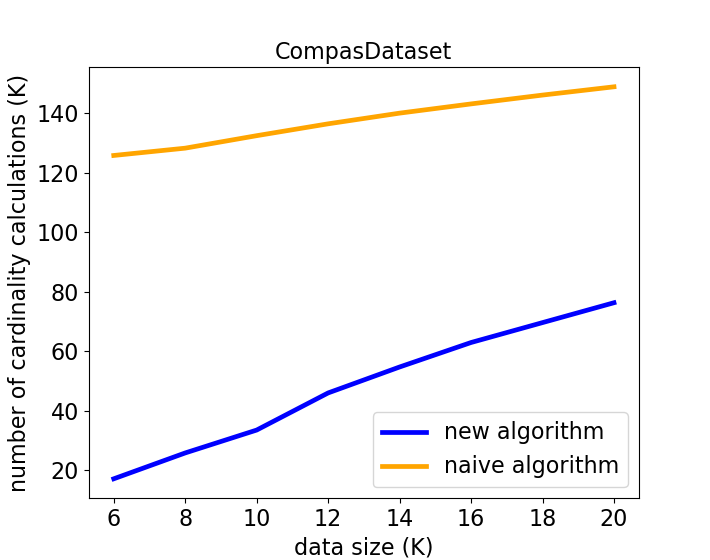 CompasDataset
number of cardinality calculations (K)
140
120
100
80
60
40
20
new algorithm
naive algorithm
6 8 10 12 14 16 18 20
data size (K)